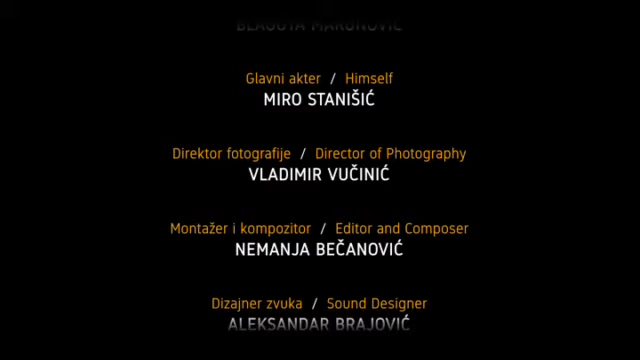 Glavni akter / Himself
MIRO STANIŠIĆ
Direktor fotografije / Director of Photography
VLADIMIR VUČINIĆ
Montažer i kompozitor / Editor and Composer
NEMANJA BEČANOVIĆ
Dizajner zvuka / Sound Designer
ALEKSANDAR BRAJOVIĆ